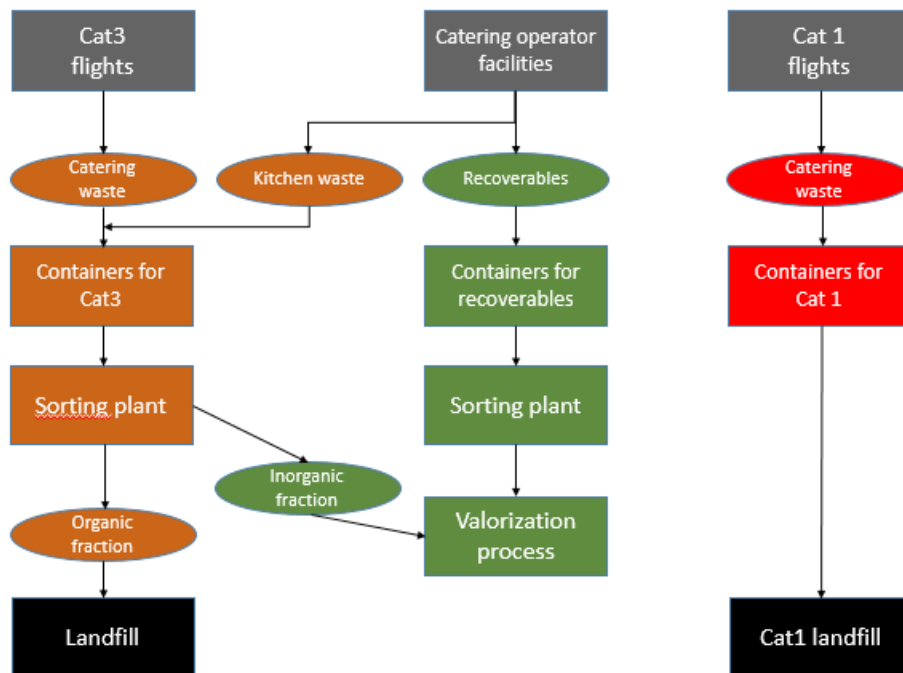 Cat3
flights
Catering operator
facilities
Cat 1
flights
Catering
waste
Kitchen waste
Recoverables
Catering
waste
Containers for
Cat3
Containers for
recoverables
Containers for
Cat 1
Sorting plant
Sorting plant
Inorganic
fraction
Organic
fraction
Valorization
process
Landfill
Cat1 landfill